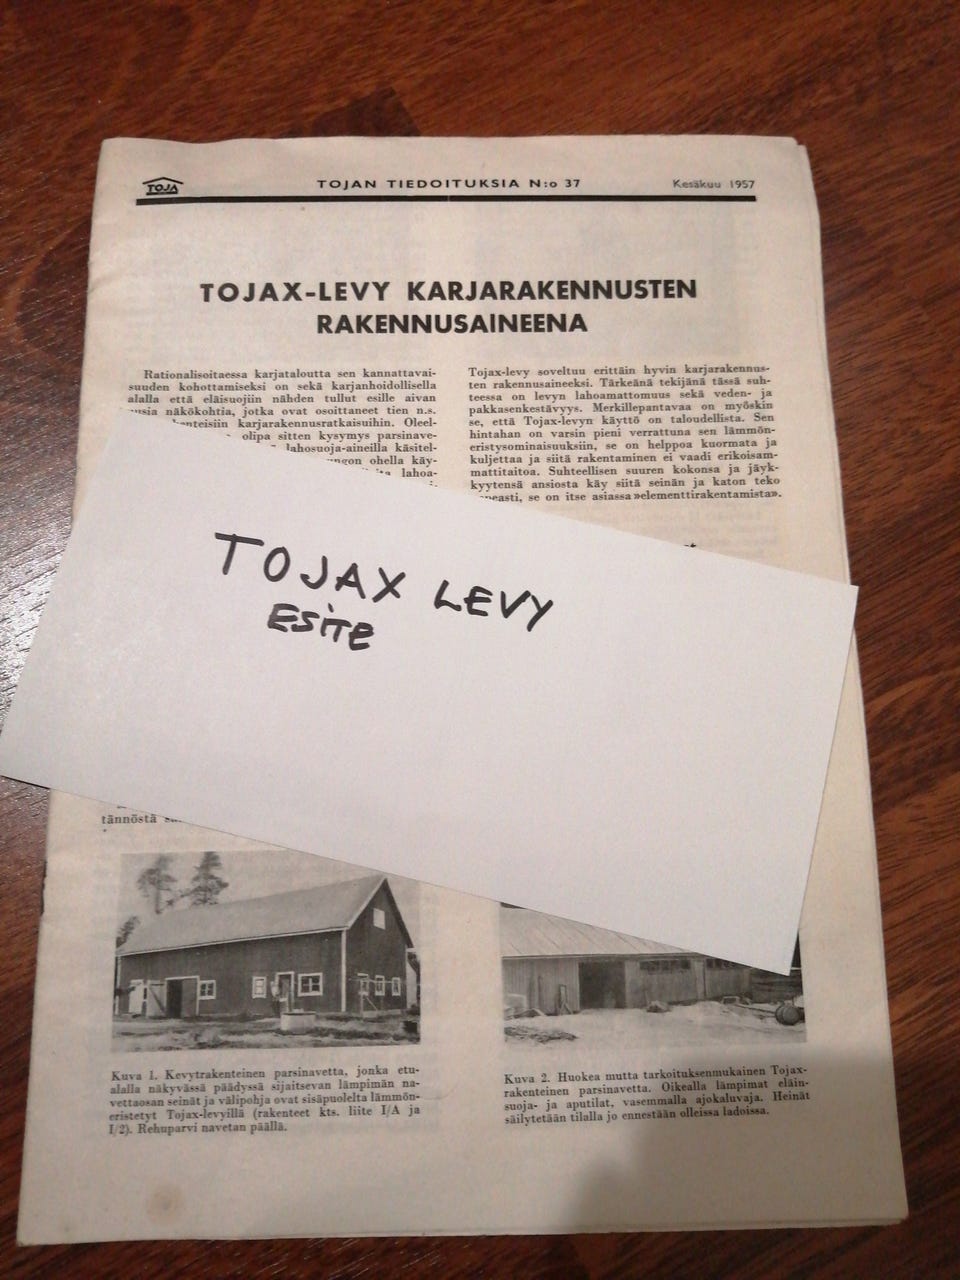 TOJA
TOJAN TIEDOITUKSIA N:o 37
Kesäkuu 1957
TOJAX-LEVY KARJARAKENNUSTEN
RAKENNUSAINEENA
Rationalisoitaessa karjataloutta sen kannattavai-
suuden kohottamiseksi on sekä karjanhoidollisella
alalla että eläisuojiin nähden tullut esille aivan
näkökohtia, jotka ovat osoittaneet tien n.s.
karjarakennusratkaisuihin. Oleel-
olipa sitten kysymys parsinave-
lahosuoja-aineilla käsitel-
ohella käy-
lahoa-
Tojax-levy soveltuu erittäin hyvin karjarakennus-
ten rakennusaineeksi. Tärkeänä tekijänä tässä suh-
teessa on levyn lahoamattomuus sekä veden- ja
pakkasenkestävyys. Merkillepantavaa on myöskin
se, että Tojax-levyn käyttö on taloudellista. Sen
hintahan on varsin pieni verrattuna sen lämmön-
eristysominaisuuksiin, se on helppoa kuormata ja
kuljettaa ja siitä rakentaminen ei vaadi erikoisam-
mattitaitoa. Suhteellisen suuren kokonsa ja jäyk-
kyytensä ansiosta käy siitä seinän ja katon teko
se on itse asiassa »elementtirakentamista».
TOJAX LEVY
ESiTE
tännöstä
Kuva 1. Kevytrakenteinen parsinavetta, jonka etu-
alalla näkyvässä päädyssä sijaitsevan lämpimän na-
vettaosan seinät ja välipohja ovat sisäpuolelta lämmön-
eristetyt Tojax-levyillä (rakenteet kts. liite I/A ja
I/2). Rehuparvi navetan päällä.
Kuva 2. Huokea mutta tarkoituksenmukainen Tojax-
rakenteinen parsinavetta. Oikealla lämpimat eläin-
suoja- ja aputilat, vasemmalla ajokaluvaja. Heinät
säilytetään tilalla jo ennestään olleissa ladoissa.